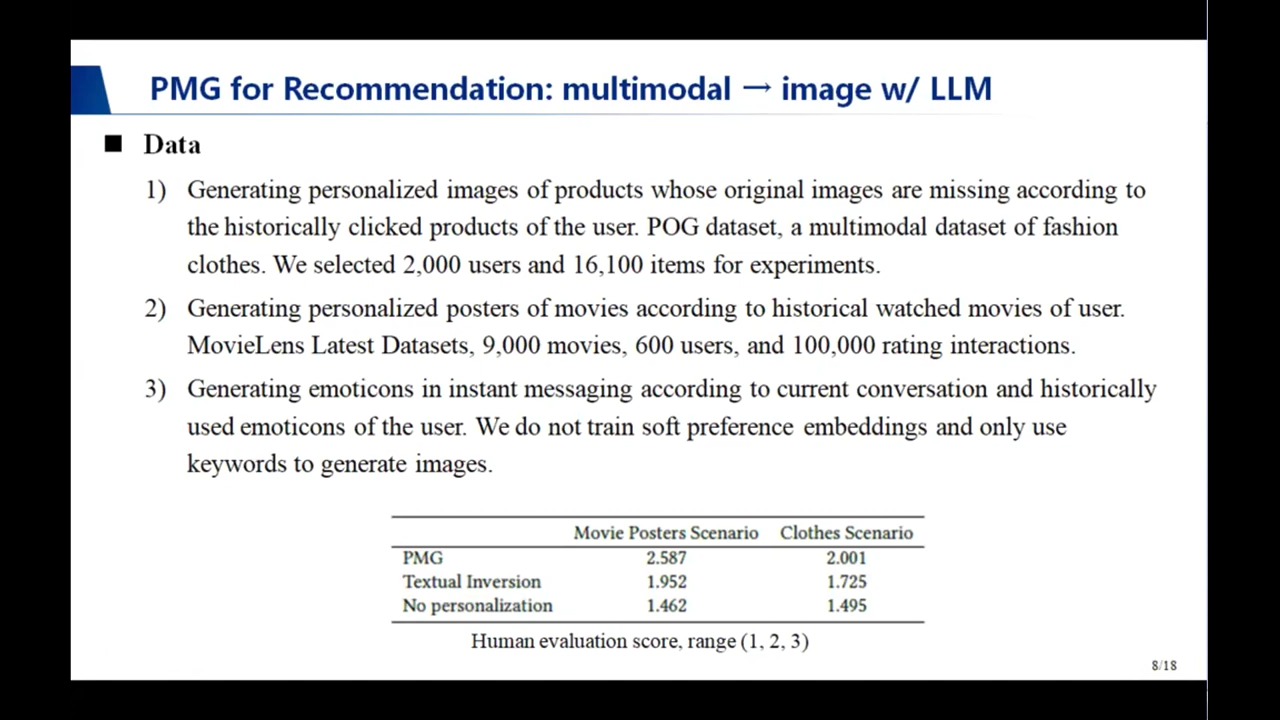 PMG for Recommendation: multimodal → image w/ LLM
■ Data
1) Generating personalized images of products whose original images are missing according to
the historically clicked products of the user. POG dataset, a multimodal dataset of fashion
clothes. We selected 2,000 users and 16,100 items for experiments.
2) Generating personalized posters of movies according to historical watched movies of user.
MovieLens Latest Datasets, 9,000 movies, 600 users, and 100,000 rating interactions.
3) Generating emoticons in instant messaging according to current conversation and historically
used emoticons of the user. We do not train soft preference embeddings and only use
keywords to generate images.
Movie Posters Scenario Clothes Scenario
PMG 2.587 2.001
Textual Inversion 1.952 1.725
No personalization 1.462 1.495
Human evaluation score, range (1, 2, 3)
8/18